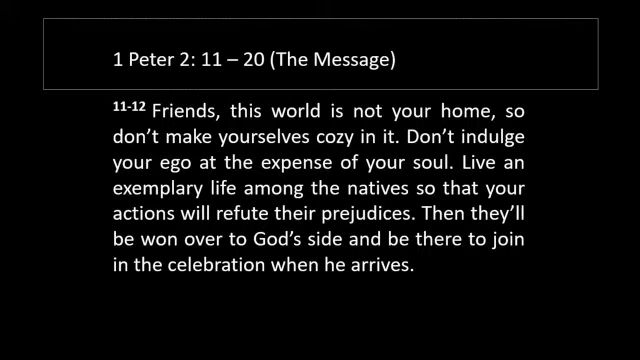 1 Peter 2: 11 – 20 (The Message)
11-12 Friends, this world is not your home, so
don't make yourselves cozy in it. Don't indulge
your ego at the expense of your soul. Live an
exemplary life among the natives so that your
actions will refute their prejudices. Then they'll
be won over to God's side and be there to join
in the celebration when he arrives.